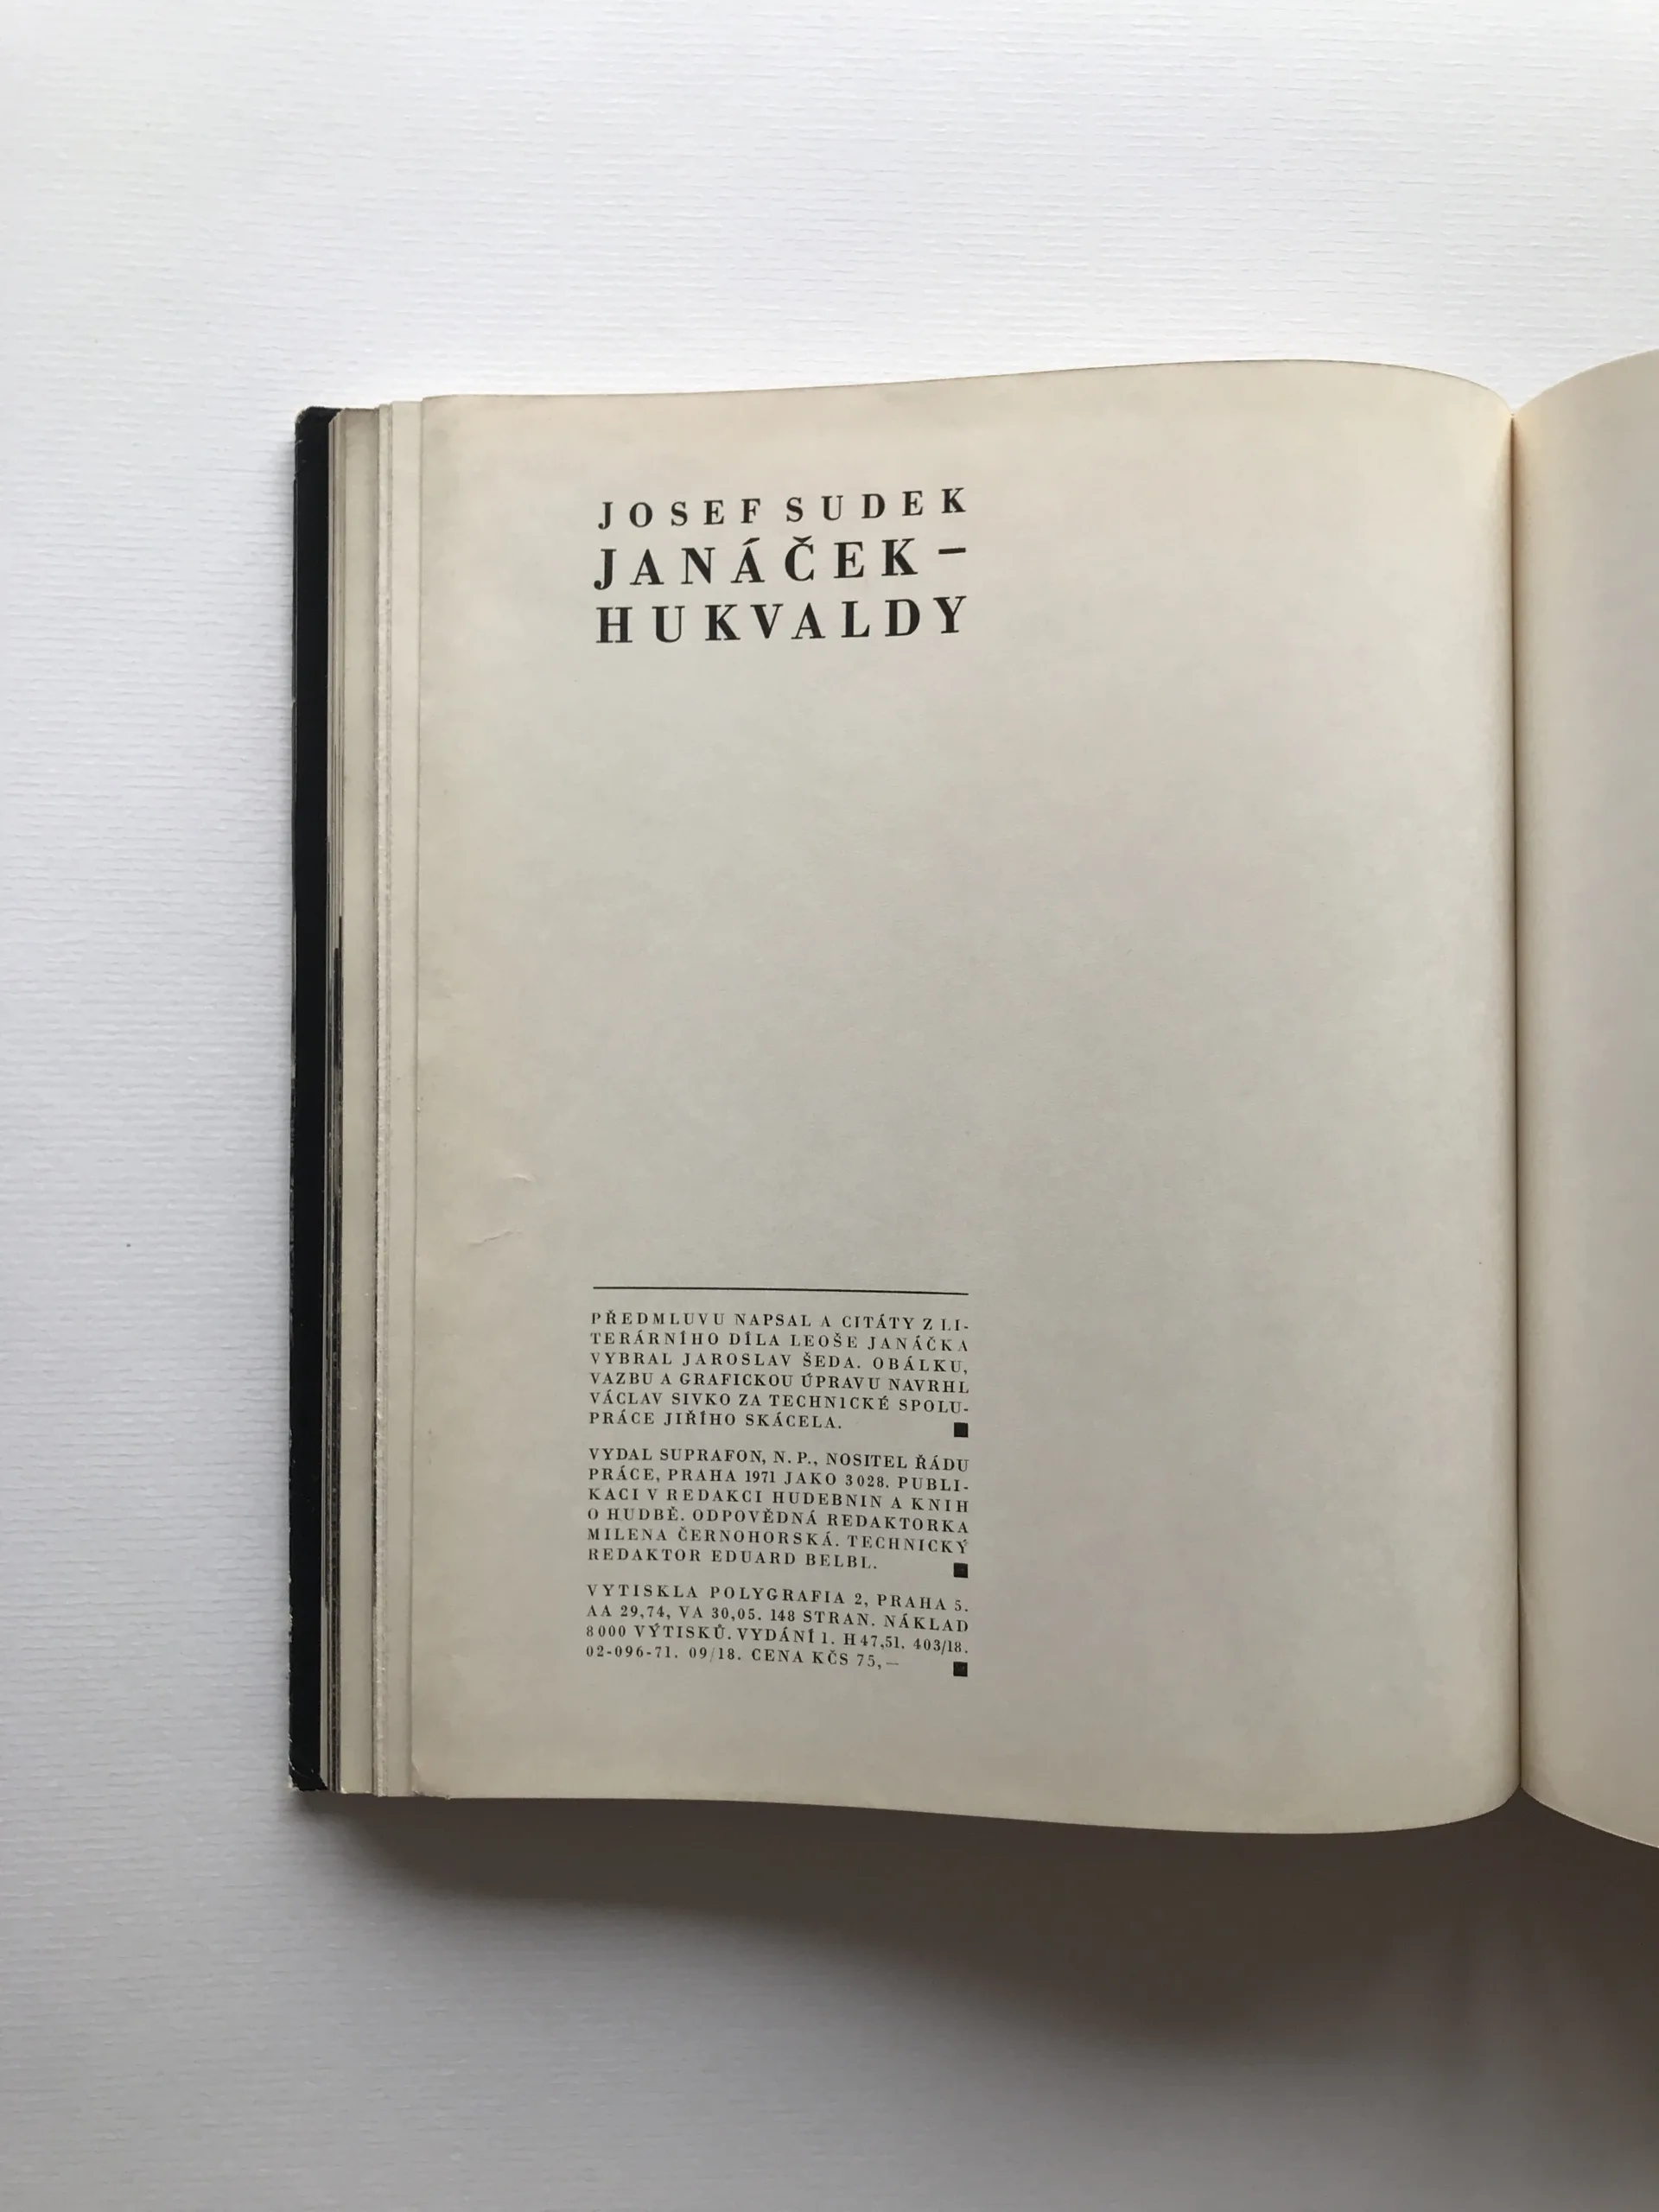 JOSEF SUDEK
JANÁČEK –
HUKVALDY
PŘEDMLUVU NAPSAL A CITÁTY Z LI-
TERÁRNÍHO DÍLA LEOŠE JANÁČKA
VYBRAL JAROSLAV ŠEDA. OBÁLKU,
VAZBU A GRAFICKOU ÚPRAVU NAVRHL
VÁCLAV SIVKO ZA TECHNICKÉ SPOLU-
PRÁCE JIŘÍHO SKÁCELA. ■
VYDAL SUPRAFON, N. P., NOSITEL ŘÁDU
PRÁCE, PRAHA 1971 JAKO 3028. PUBLI-
KACI V REDAKCI HUDEBNIN A KNIH
O HUDBĚ. ODPOVĚDNÁ REDAKTORKA
MILENA ČERNOHORSKÁ. TECHNICKÝ
REDAKTOR EDUARD BELBL. ■
VYTISKLA POLYGRAFIA 2, PRAHA 5.
AA 29,74, VA 30,05. 148 STRAN. NÁKLAD
8000 VÝTISKŮ. VYDÁNÍ 1. H 47,51. 403/18.
02-096-71. 09/18. CENA KČS 75,— ■